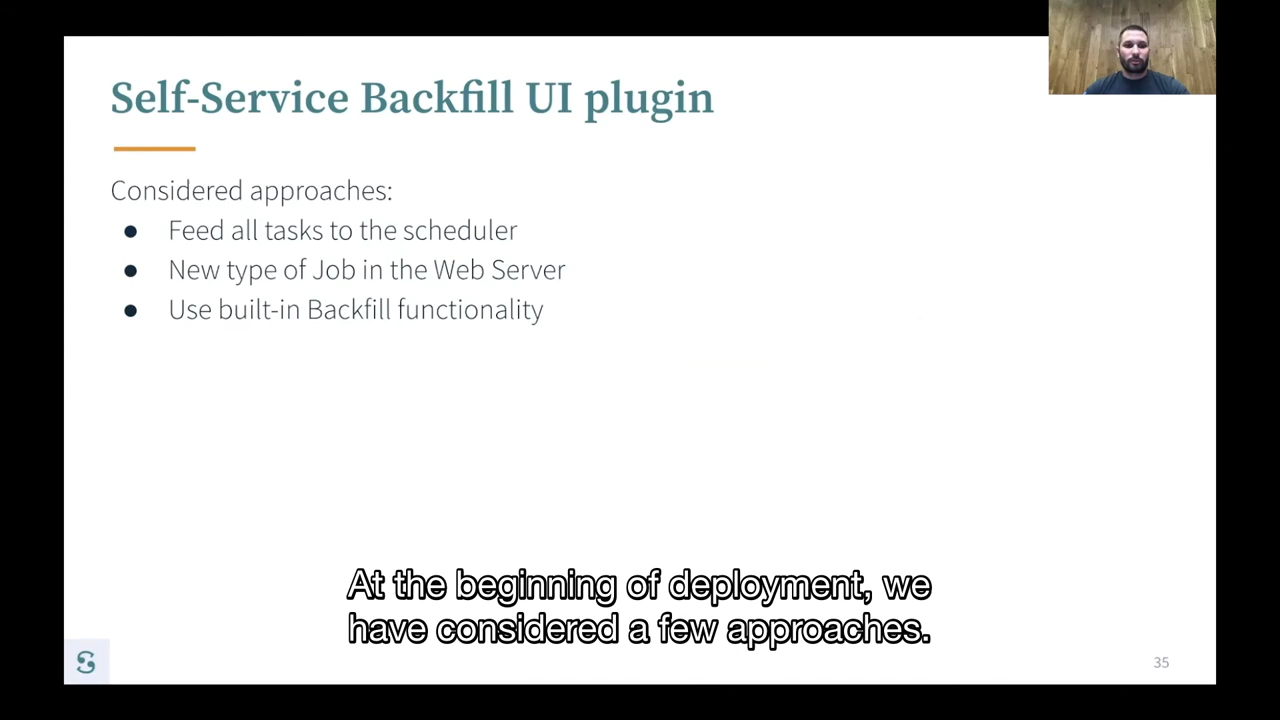 Self-Service Backfill UI plugin
Considered approaches:
● Feed all tasks to the scheduler
● New type of Job in the Web Server
● Use built-in Backfill functionality
At the beginning of deployment, we
have considered a few approaches.
35